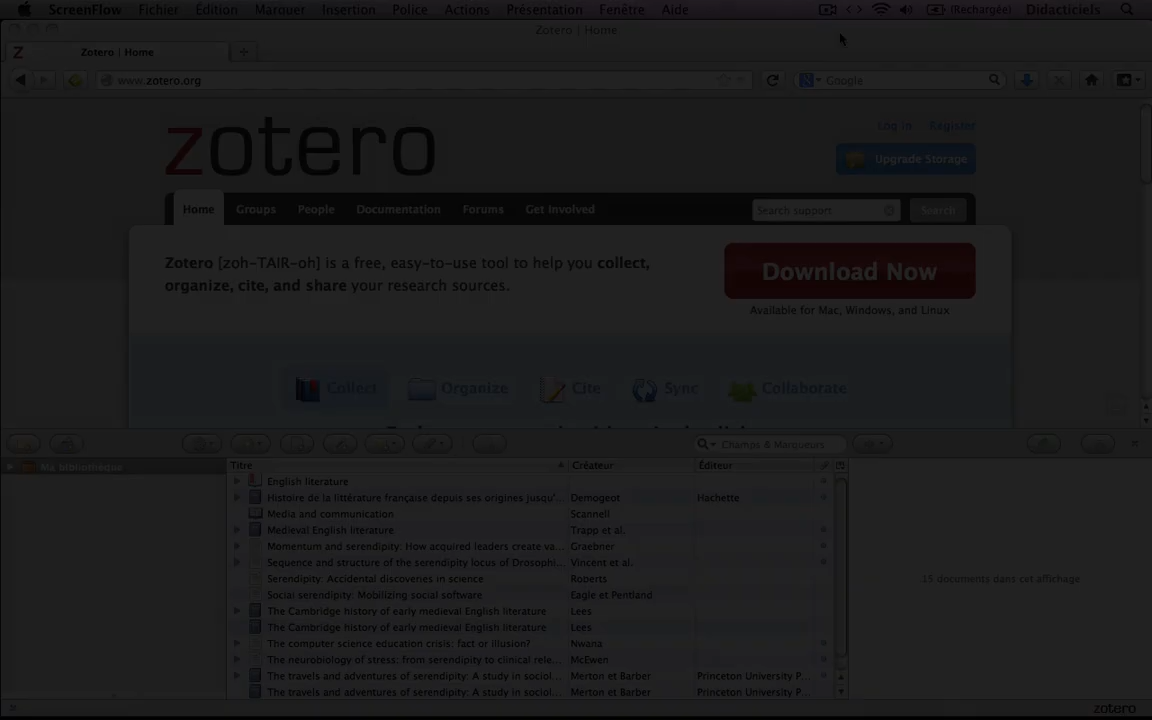 ScreenFlow Fichier Édition Marquer Insertion Police Actions Présentation Fenêtre Aide (Rechargée) Didacticiels
Zotero | Home
Zotero | Home
www.zotero.org Google
zotero
Log in Register
Upgrade Storage
Home Groups People Documentation Forums Get Involved Search support Search
Zotero [zoh-TAIR-oh] is a free, easy-to-use tool to help you collect,
organize, cite, and share your research sources.
Download Now
Available for Mac, Windows, and Linux
Collect Organize Cite Sync Collaborate
Champs & Marqueurs
Ma bibliothèque
Titre Créateur Éditeur
English literature
Histoire de la littérature française depuis ses origines jusqu'... Demogeot Hachette
Media and communication Scannell
Medieval English literature Trapp et al.
Momentum and serendipity: How acquired leaders create va... Graebner
Sequence and structure of the serendipity locus of Drosophi... Vincent et al.
Serendipity: Accidental discoveries in science Roberts
Social serendipity: Mobilizing social software Eagle et Pentland
The Cambridge history of early medieval English literature Lees
The Cambridge history of early medieval English literature Lees
The computer science education crisis: fact or illusion? Nwana
The neurobiology of stress: from serendipity to clinical rele... McEwen
The travels and adventures of serendipity: A study in sociol... Merton et Barber Princeton University P...
The travels and adventures of serendipity: A study in sociol... Merton et Barber Princeton University P...
15 documents dans cet affichage
zotero